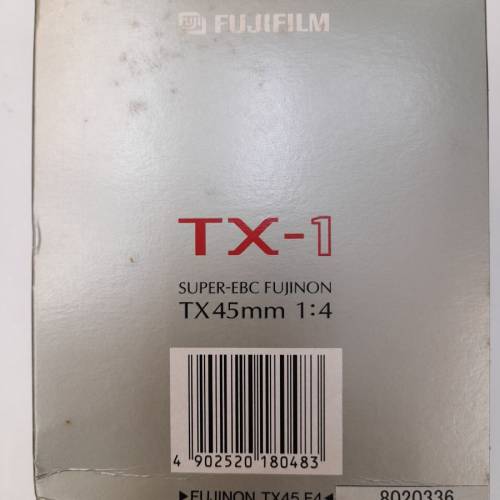 FUJIFILM
TX-1
SUPER-EBC FUJINON
TX45mm 1:4
4 902520 180483
▶FUJINON TX45 F4◀
8020336